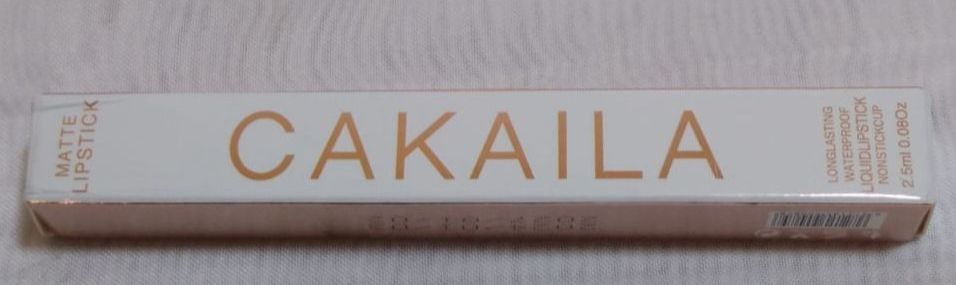 MATTE
LIPSTICK
CAKAILA
LONGLASTING
WATERPROOF
LIQUIDLIPSTICK
NONSTICKCUP
2.5ml 0.08Oz